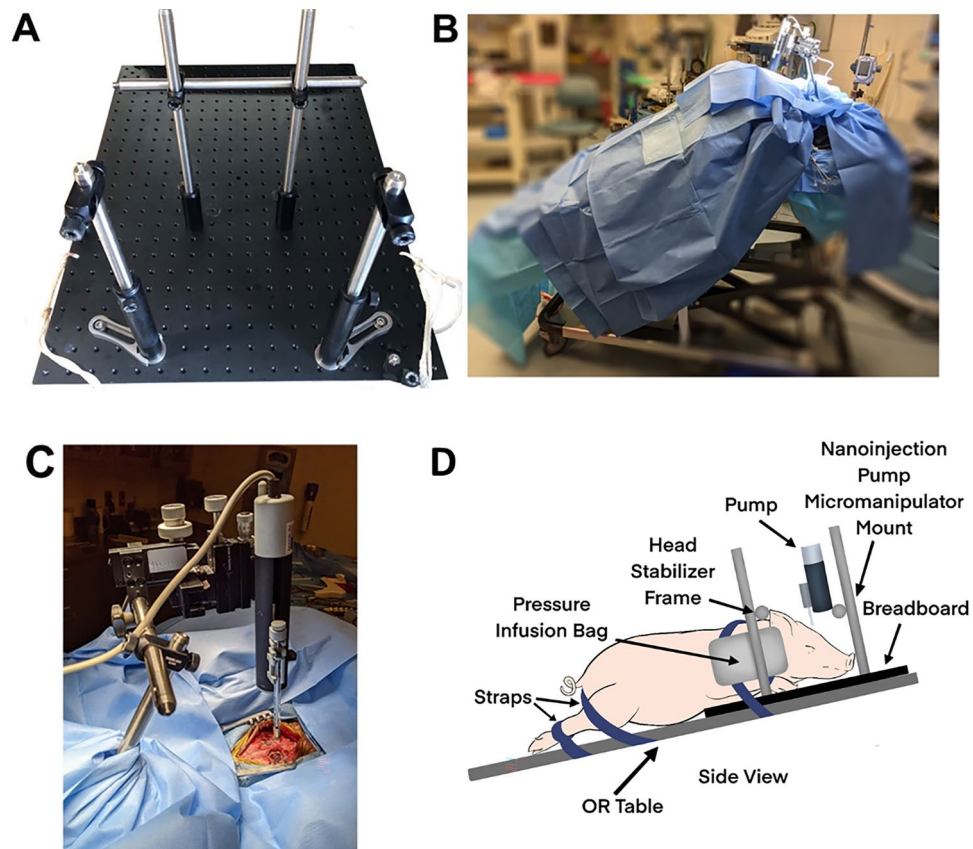 A
B
C
D
Nanoinjection
Pump
Micromanipulator
Mount
Pump
Head
Stabilizer
Frame
Breadboard
Pressure
Infusion Bag
Straps
Side View
OR Table